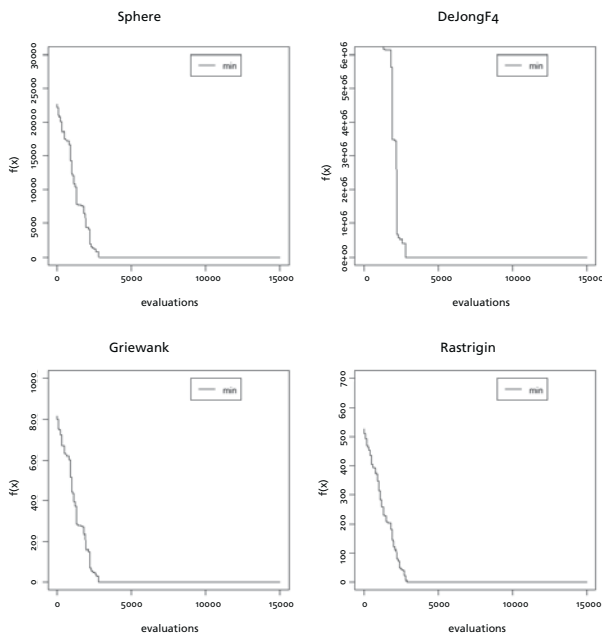 Sphere
DeJongF4
30000
25000
20000
15000
10000
5000
0
f(x)
min
0 5000 10000 15000
evaluations
6e+06
5e+06
4e+06
3e+06
2e+06
1e+06
0e+00
f(x)
min
0 5000 10000 15000
evaluations
Griewank
Rastrigin
1000
800
600
400
200
0
f(x)
min
0 5000 10000 15000
evaluations
700
600
500
400
300
200
100
0
f(x)
min
0 5000 10000 15000
evaluations